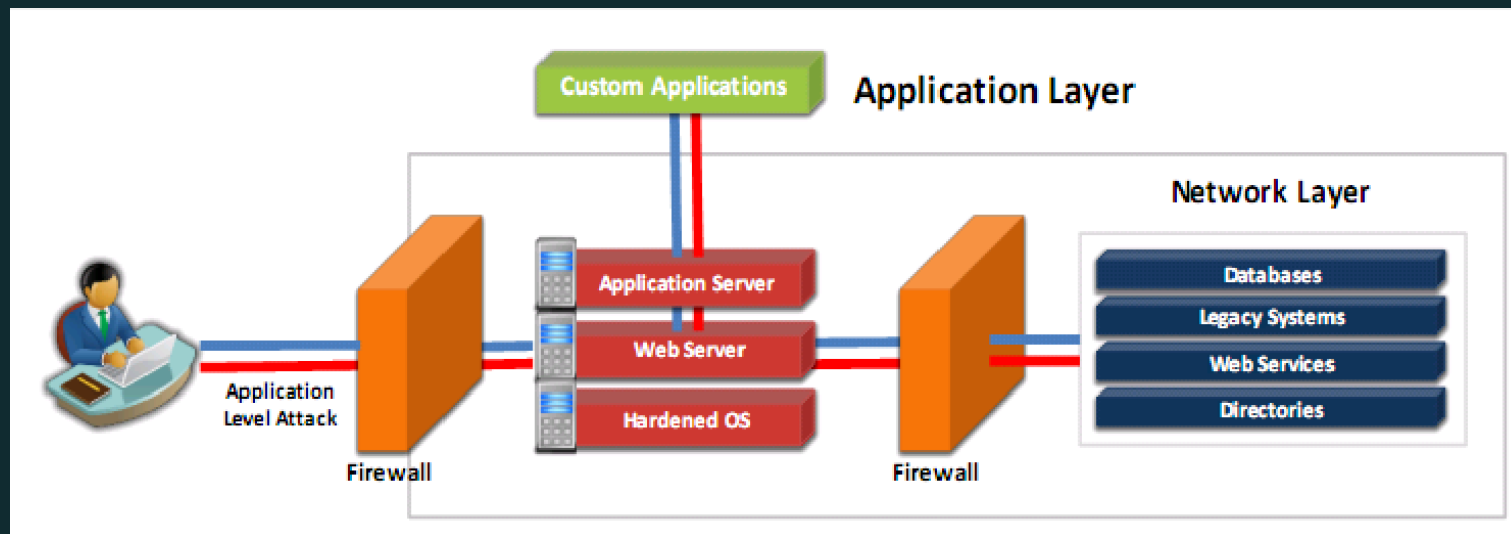 Custom Applications
Application Layer
Network Layer
Application Server
Web Server
Hardened OS
Databases
Legacy Systems
Web Services
Directories
Application
Level Attack
Firewall
Firewall